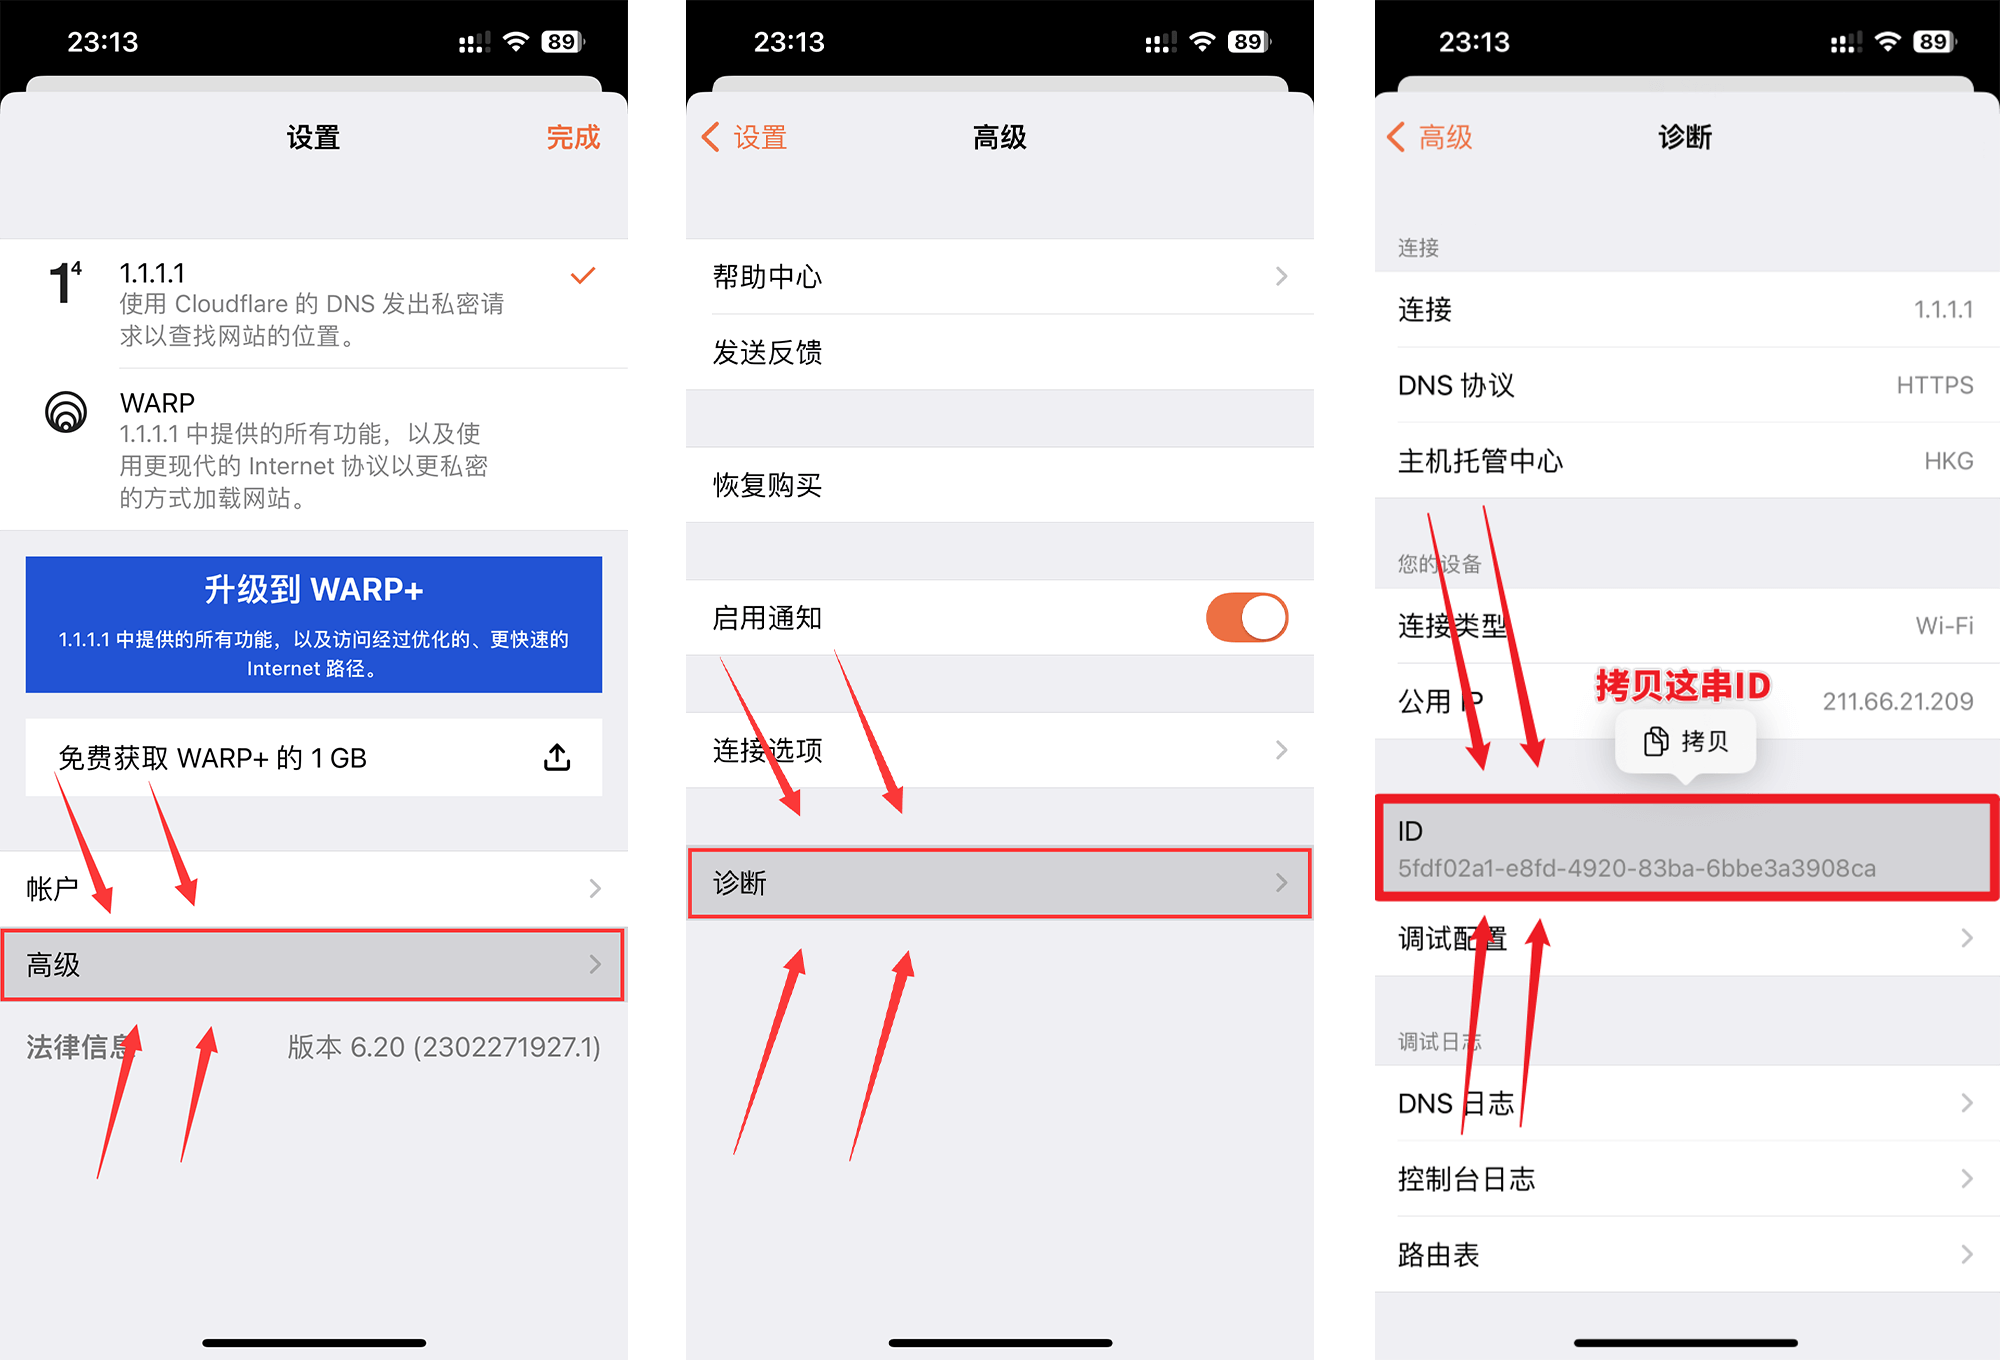 23:13
89
设置
完成
1⁴
1.1.1.1
使用 Cloudflare 的 DNS 发出私密请
求以查找网站的位置。
WARP
1.1.1.1 中提供的所有功能，以及使
用更现代的 Internet 协议以更私密
的方式加载网站。
升级到 WARP+
1.1.1.1 中提供的所有功能，以及访问经过优化的、更快速的
Internet 路径。
免费获取 WARP+ 的 1 GB
帐户
高级
法律信息
版本 6.20 (2302271927.1)
23:13
89
设置
高级
帮助中心
发送反馈
恢复购买
启用通知
连接选项
诊断
23:13
89
高级
诊断
连接
连接
1.1.1.1
DNS 协议
HTTPS
主机托管中心
HKG
您的设备
连接类型
Wi-Fi
公用 IP
211.66.21.209
拷贝这串ID
拷贝
ID
5fdf02a1-e8fd-4920-83ba-6bbe3a3908ca
调试配置
调试日志
DNS 日志
控制台日志
路由表